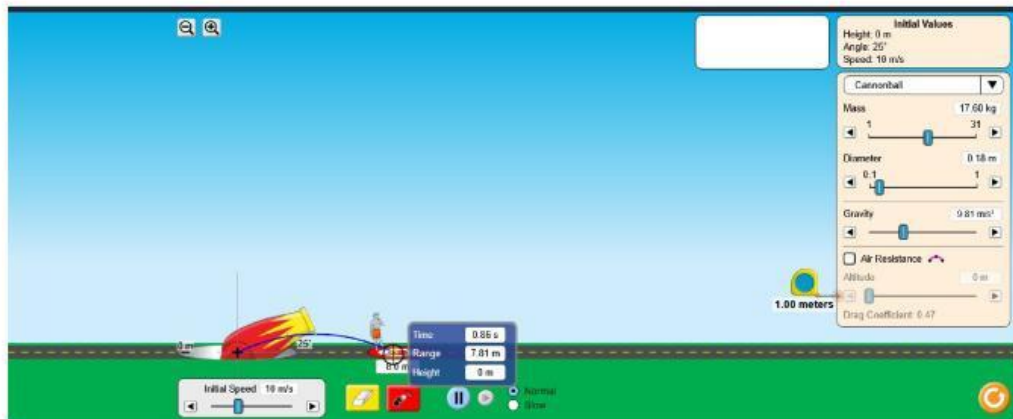 Initial Values
Height: 0 m
Angle: 25°
Speed: 10 m/s
Cannonball
Mass
17.60 kg
1
31
Diameter
0.18 m
0.1
1
Gravity
9.81 m/s²
Air Resistance
Altitude
0 m
Drag Coefficient: 0.47
1.00 meters
0 m
25°
Time
0.86 s
Range
7.81 m
Height
0 m
8.0 m
Initial Speed
10 m/s
Normal
Slow